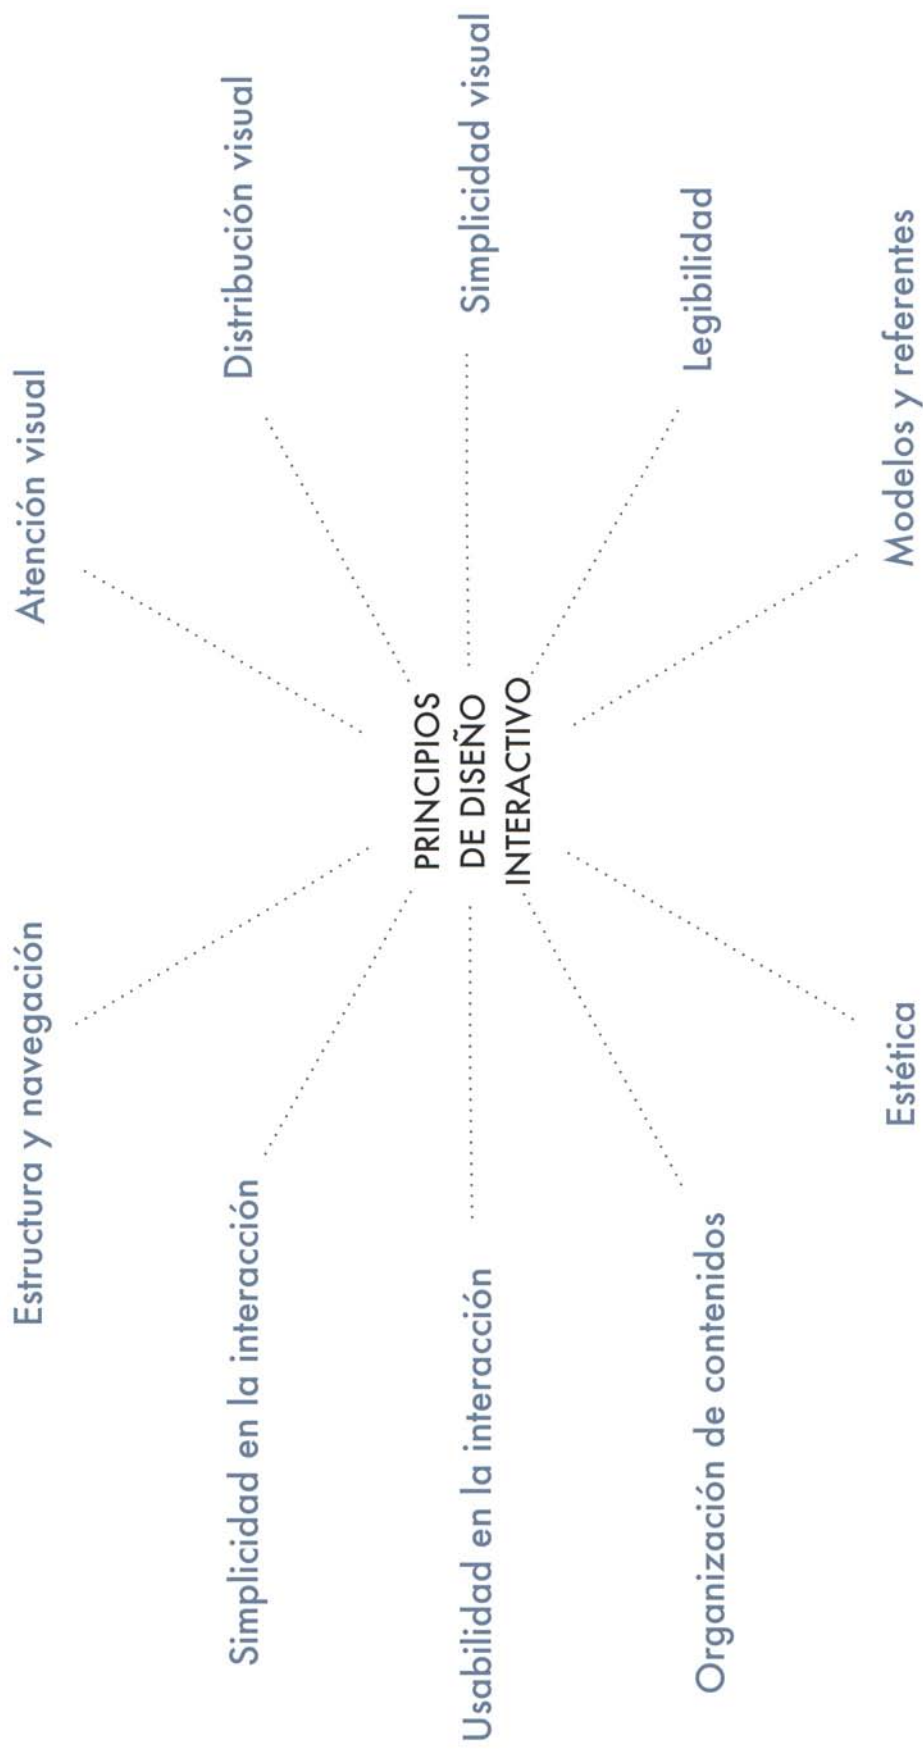 Estructura y navegación
Atención visual
Simplicidad en la interacción
Distribución visual
PRINCIPIOS
DE DISEÑO
INTERACTIVO
Usabilidad en la interacción
Simplicidad visual
Organización de contenidos
Legibilidad
Estética
Modelos y referentes